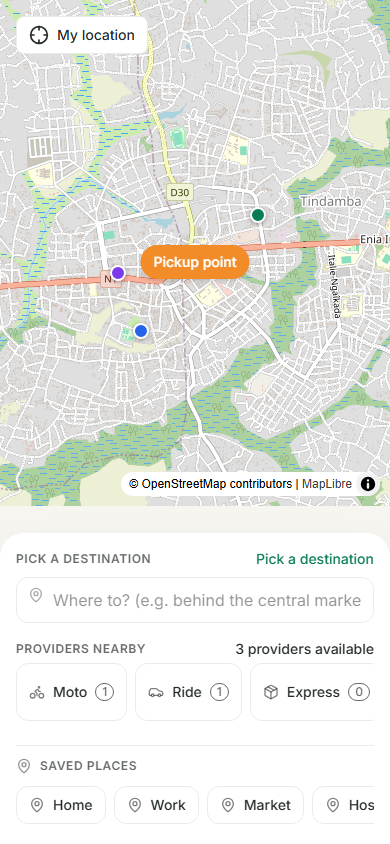 My location
D30
Tindamba
Pickup point
Enia I
N
Italie Ngaïkada
© OpenStreetMap contributors | MapLibre
PICK A DESTINATION
Pick a destination
Where to? (e.g. behind the central marke
PROVIDERS NEARBY
3 providers available
Moto 1
Ride 1
Express 0
SAVED PLACES
Home
Work
Market
Hos